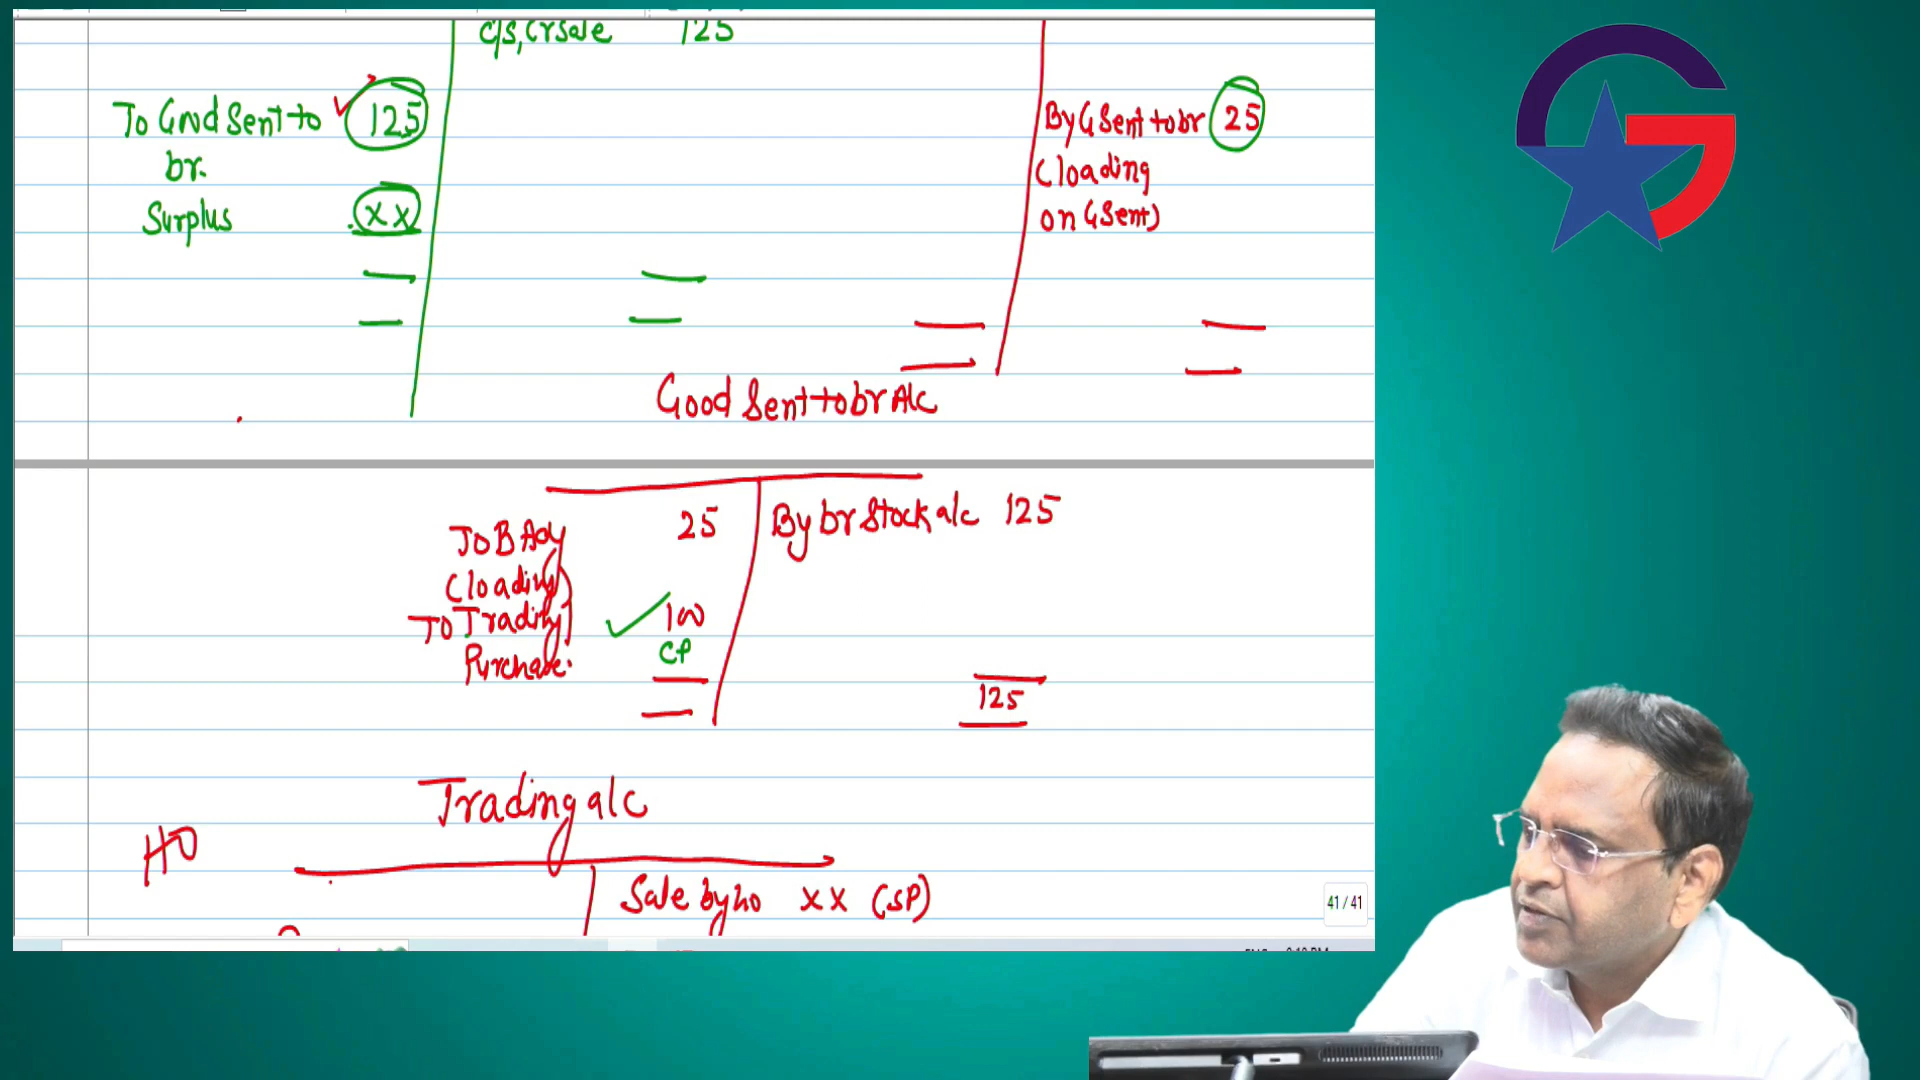 c/s, Cr Sale 125
To Good Sent to 125
br.
Surplus xx
By G Sent to br 25
(loading
on G Sent)
Good Sent to br A/c
To B Adj 25
(loading)
To Trading 100
Purchase. CP
By br Stock a/c 125
125
Trading a/c
HO
Sale by HO xx (SP)
41 / 41